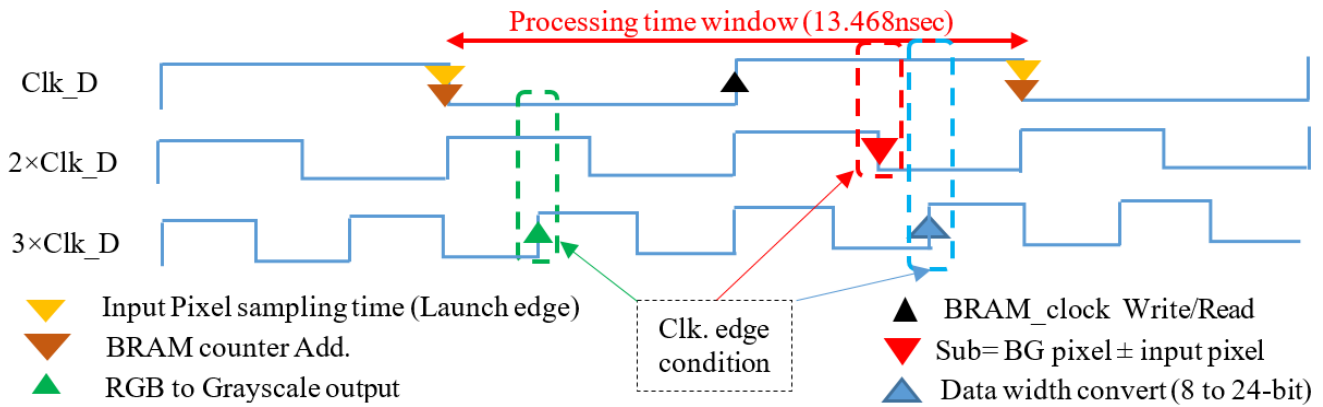 Processing time window (13.468nsec)
Clk_D
2×Clk_D
3×Clk_D
Input Pixel sampling time (Launch edge)
BRAM counter Add.
RGB to Grayscale output
Clk. edge
condition
BRAM_clock Write/Read
Sub= BG pixel ± input pixel
Data width convert (8 to 24-bit)